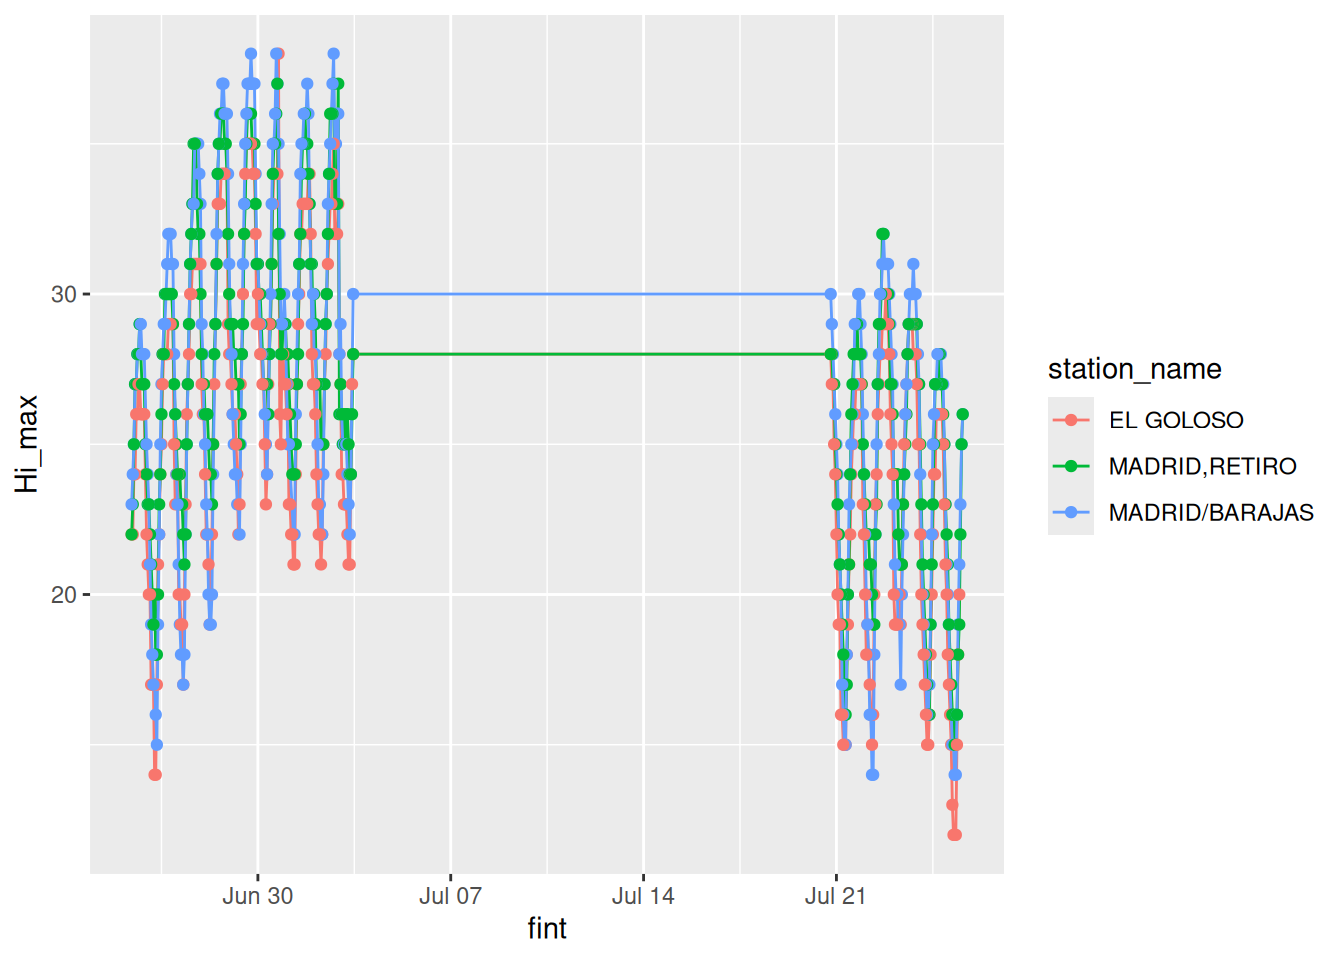 Hi_max
30
20
Jun 30
Jul 07
Jul 14
Jul 21
fint
station_name
EL GOLOSO
MADRID,RETIRO
MADRID/BARAJAS